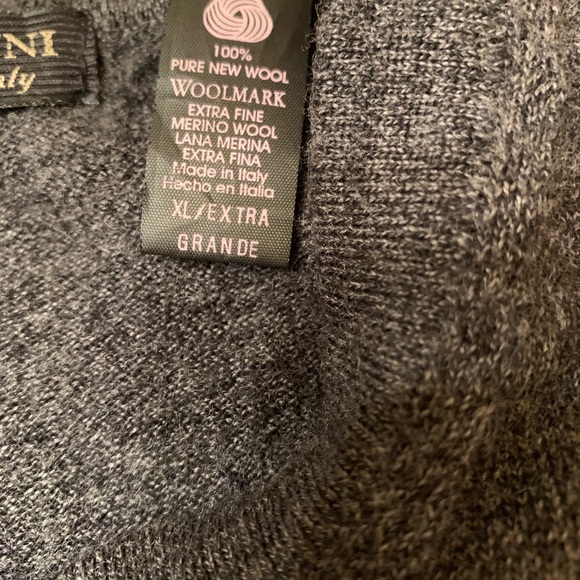 NI
ly
100%
PURE NEW WOOL
WOOLMARK
EXTRA FINE
MERINO WOOL
LANA MERINA
EXTRA FINA
Made in Italy
Hecho en Italia
XL/EXTRA
GRANDE